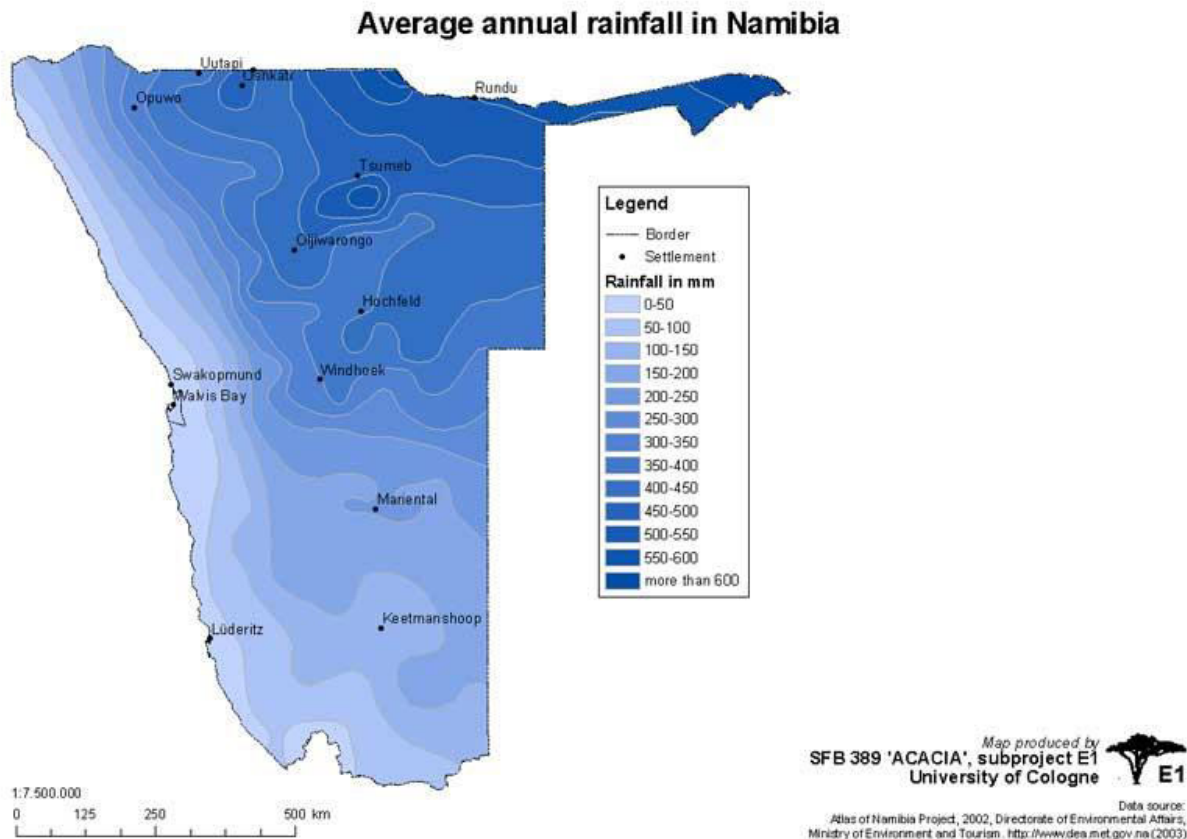 Average annual rainfall in Namibia
Uutapi
Oshkati
Rundu
Opuwo
Tsumeb
Otjiwarongo
Hochfeld
Windhoek
Swakopmund
Walvis Bay
Mariental
Keetmanshoop
Lüderitz
Legend
Border
Settlement
Rainfall in mm
0-50
50-100
100-150
150-200
200-250
250-300
300-350
350-400
400-450
450-500
500-550
550-600
more than 600
1:7.500.000
0 125 250 500 km
Map produced by
SFB 389 'ACACIA', subproject E1
University of Cologne
E1
Data source:
Atlas of Namibia Project, 2002, Directorate of Environmental Affairs,
Ministry of Environment and Tourism. http://www.dea.met.gov.na (2003)